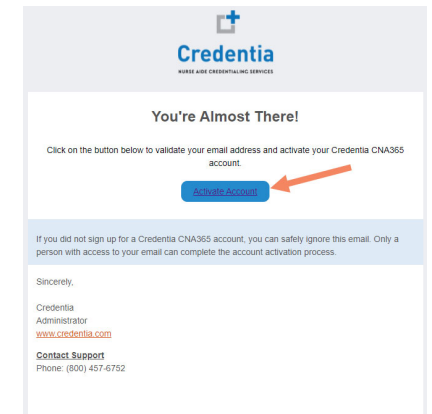 Credentia
NURSE AIDE CREDENTIALING SERVICES
You're Almost There!
Click on the button below to validate your email address and activate your Credentia CNA365
account.
Activate Account
If you did not sign up for a Credentia CNA365 account, you can safely ignore this email. Only a
person with access to your email can complete the account activation process.
Sincerely,
Credentia
Administrator
www.credentia.com
Contact Support
Phone: (800) 457-6752